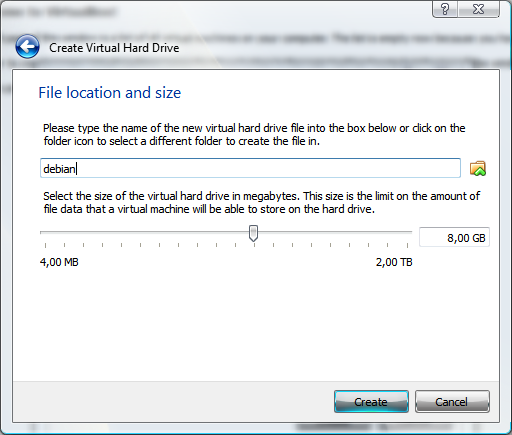 Create Virtual Hard Drive
File location and size
Please type the name of the new virtual hard drive file into the box below or click on the
folder icon to select a different folder to create the file in.
debian
Select the size of the virtual hard drive in megabytes. This size is the limit on the amount of
file data that a virtual machine will be able to store on the hard drive.
8,00 GB
4,00 MB 2,00 TB
Create Cancel